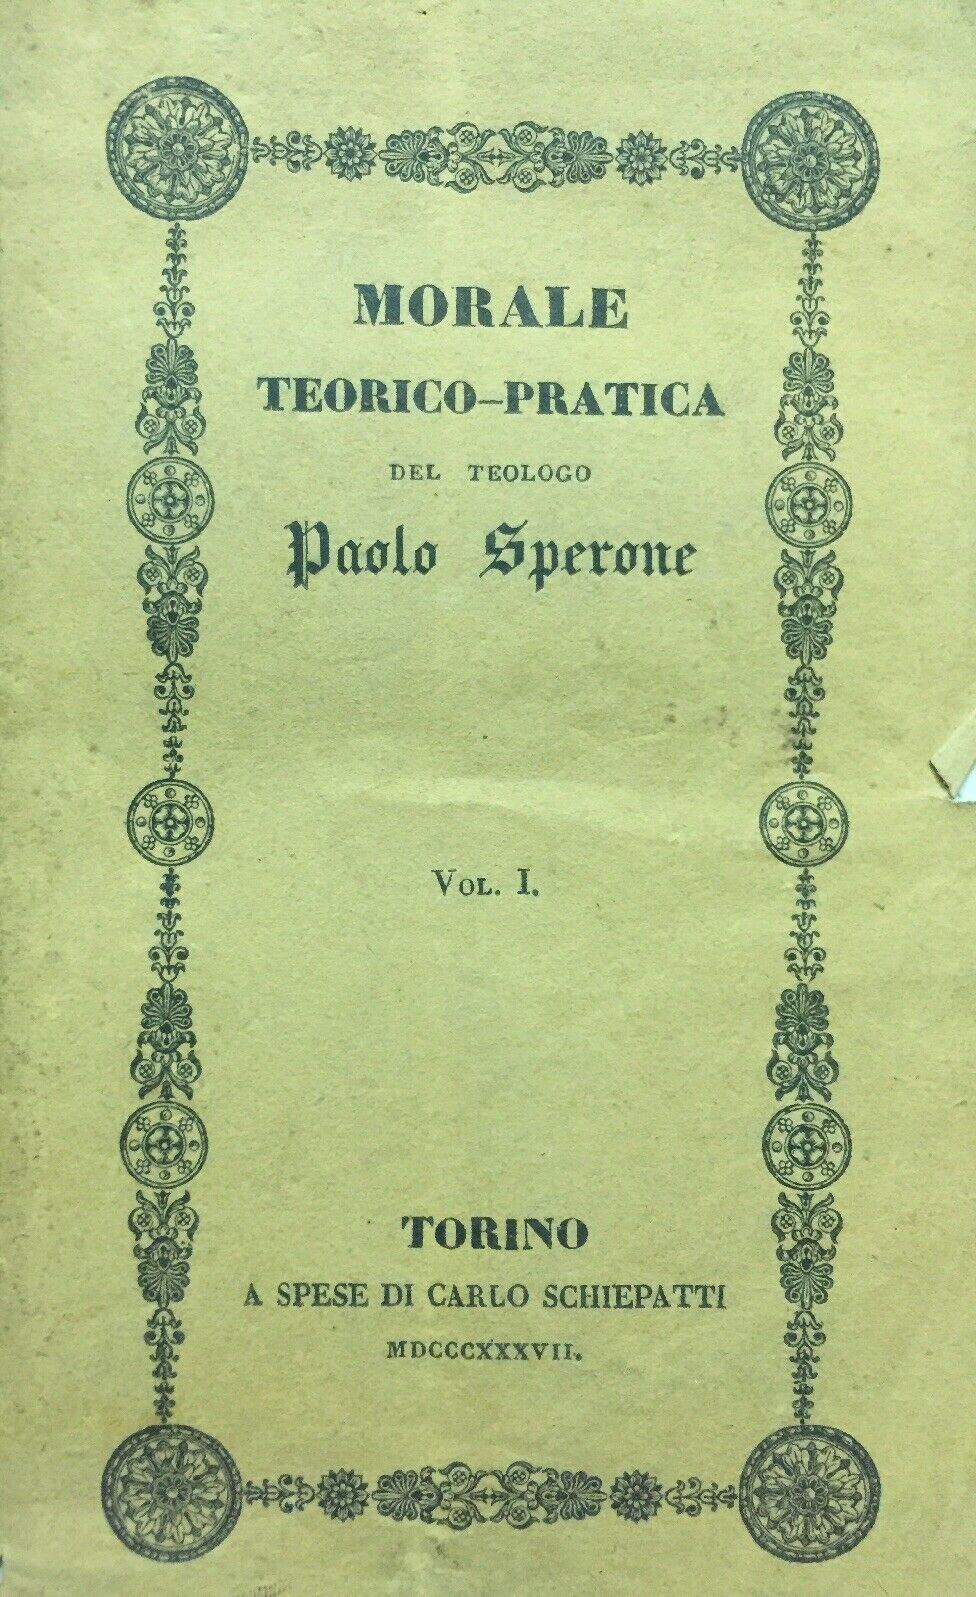 MORALE
TEORICO-PRATICA
DEL TEOLOGO
Paolo Sperone
VOL. I.
TORINO
A SPESE DI CARLO SCHIEPATTI
MDCCCXXXVII.